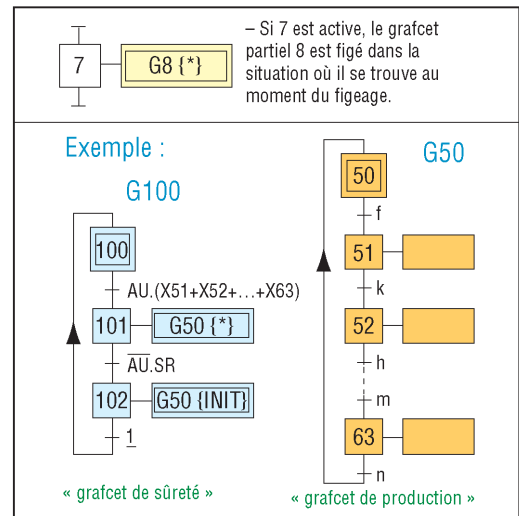 7
G8 {*}
– Si 7 est active, le grafcet
partiel 8 est figé dans la
situation où il se trouve au
moment du figeage.
Exemple :
G100
100
AU.(X51+X52+...+X63)
101
G50 {*}
A̅U̅.SR
102
G50 {INIT}
1
« grafcet de sûreté »
G50
50
f
51
k
52
h
m
63
n
« grafcet de production »